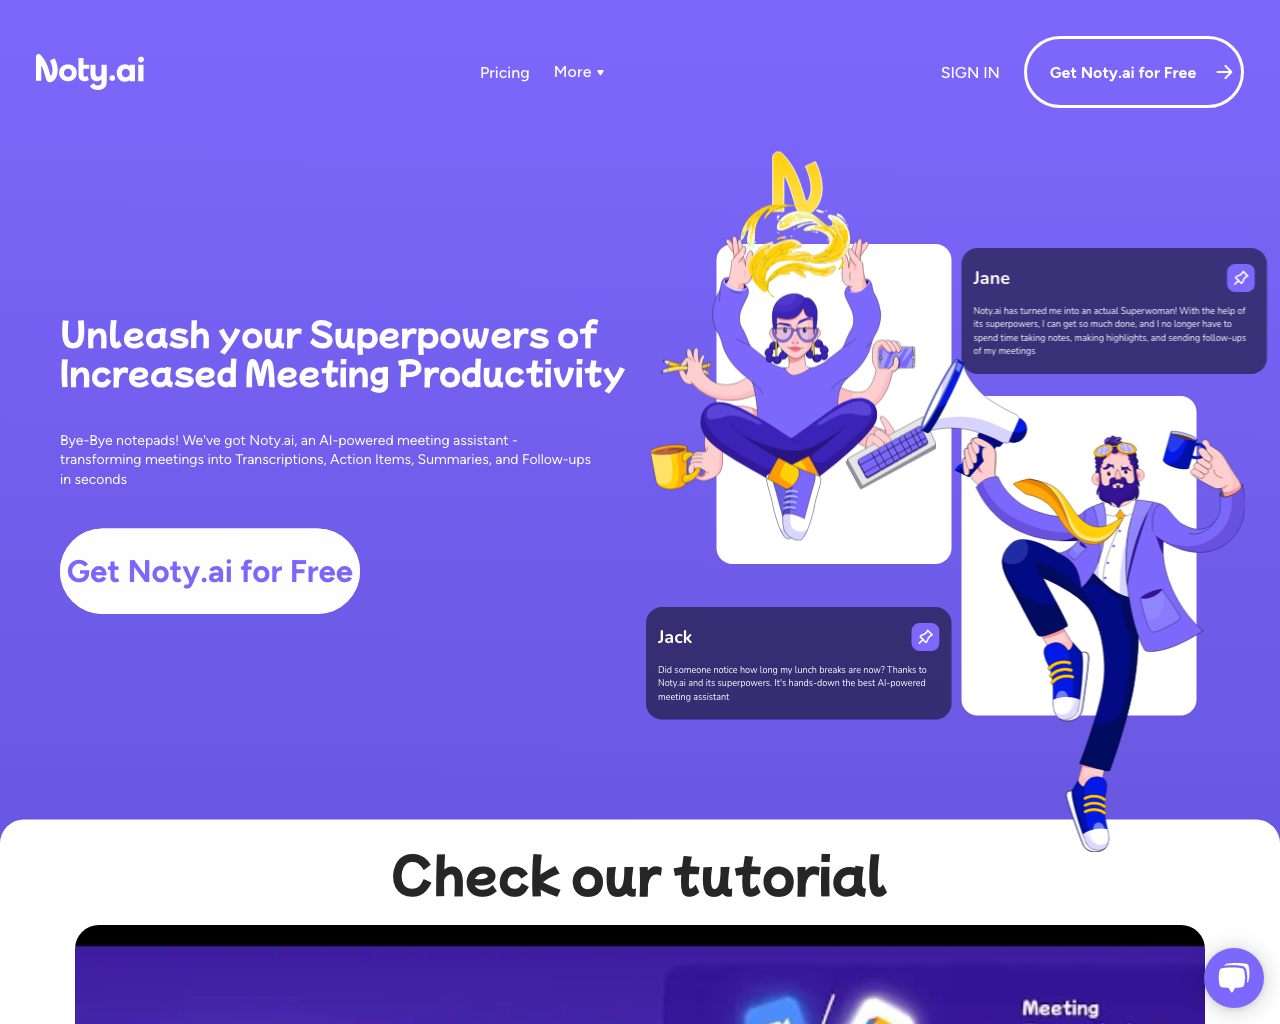 Noty.ai
Pricing
More
SIGN IN
Get Noty.ai for Free
N
Jane
Noty.ai has turned me into an actual Superwoman! With the help of
its superpowers, I can get so much done, and I no longer have to
spend time taking notes, making highlights, and sending follow-ups
of my meetings
Unleash your Superpowers of
Increased Meeting Productivity
Bye-Bye notepads! We've got Noty.ai, an AI-powered meeting assistant -
transforming meetings into Transcriptions, Action Items, Summaries, and Follow-ups
in seconds
Get Noty.ai for Free
Jack
Did someone notice how long my lunch breaks are now? Thanks to
Noty.ai and its superpowers. It's hands-down the best AI-powered
meeting assistant
Check our tutorial
Meeting